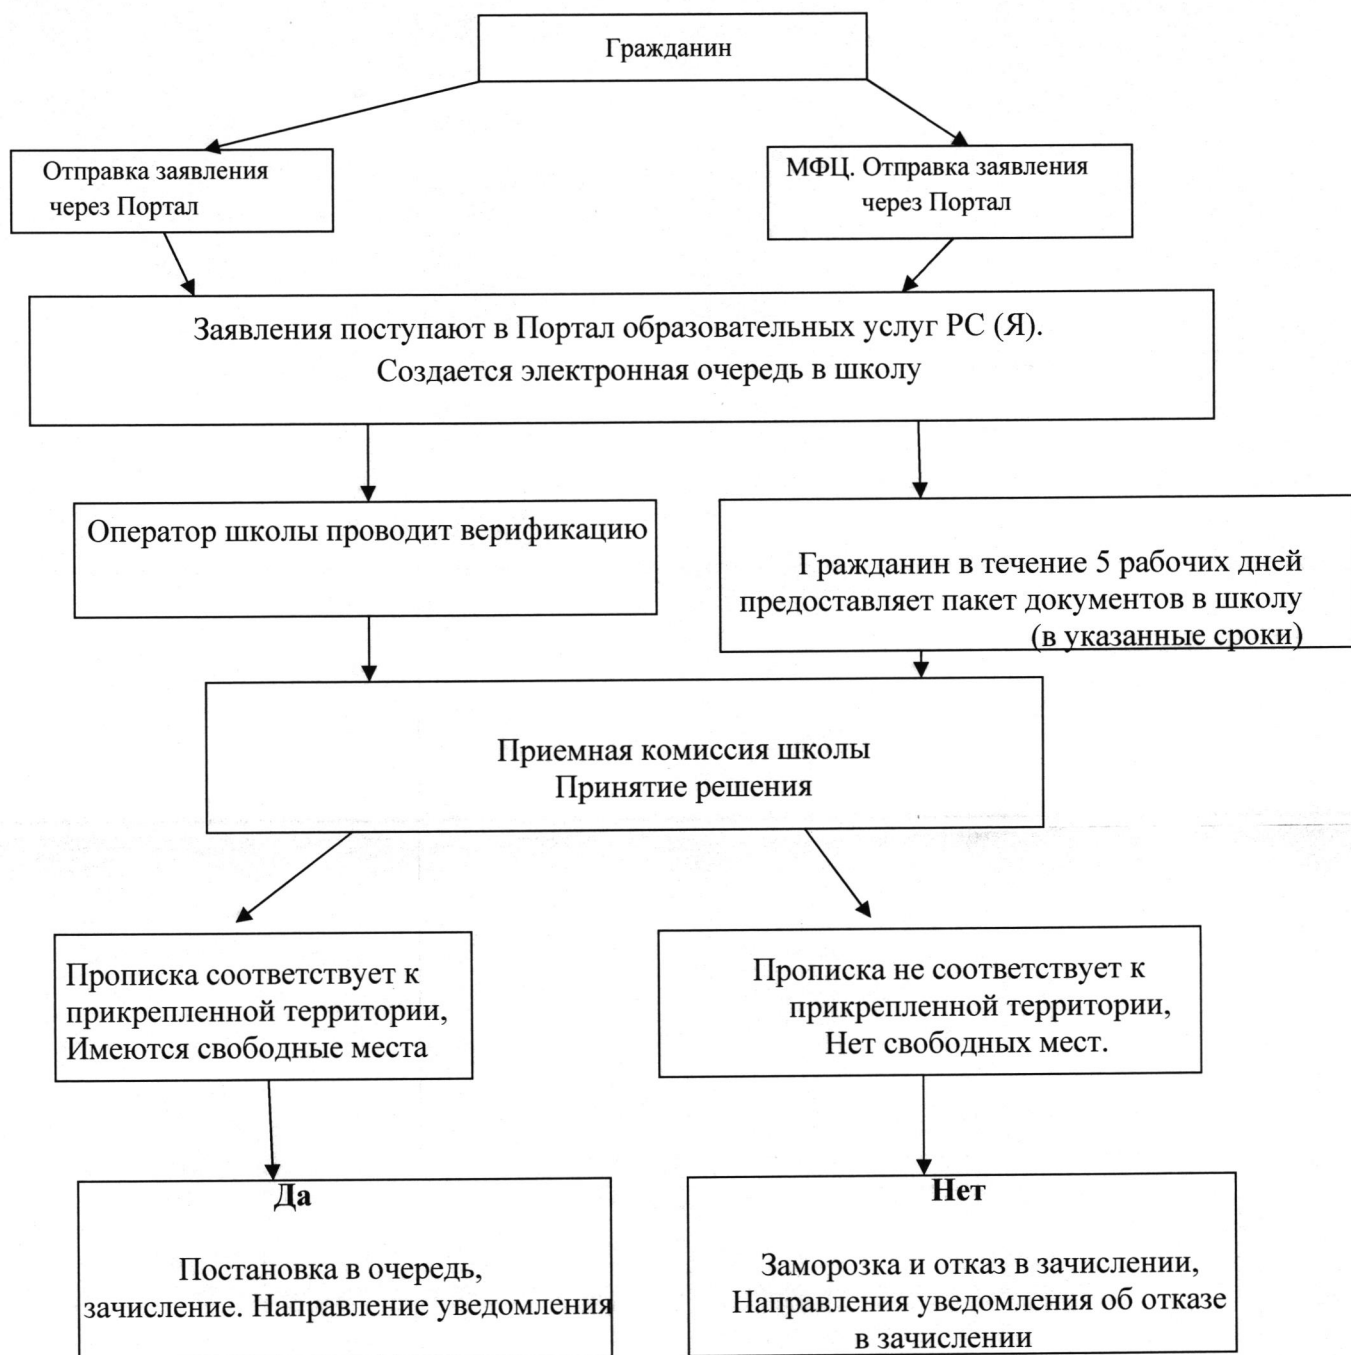 Гражданин
Отправка заявления
через Портал
МФЦ. Отправка заявления
через Портал
Заявления поступают в Портал образовательных услуг РС (Я).
Создается электронная очередь в школу
Оператор школы проводит верификацию
Гражданин в течение 5 рабочих дней
предоставляет пакет документов в школу
(в указанные сроки)
Приемная комиссия школы
Принятие решения
Прописка соответствует к
прикрепленной территории,
Имеются свободные места
Прописка не соответствует к
прикрепленной территории,
Нет свободных мест.
Да
Постановка в очередь,
зачисление. Направление уведомления
Нет
Заморозка и отказ в зачислении,
Направления уведомления об отказе
в зачислении